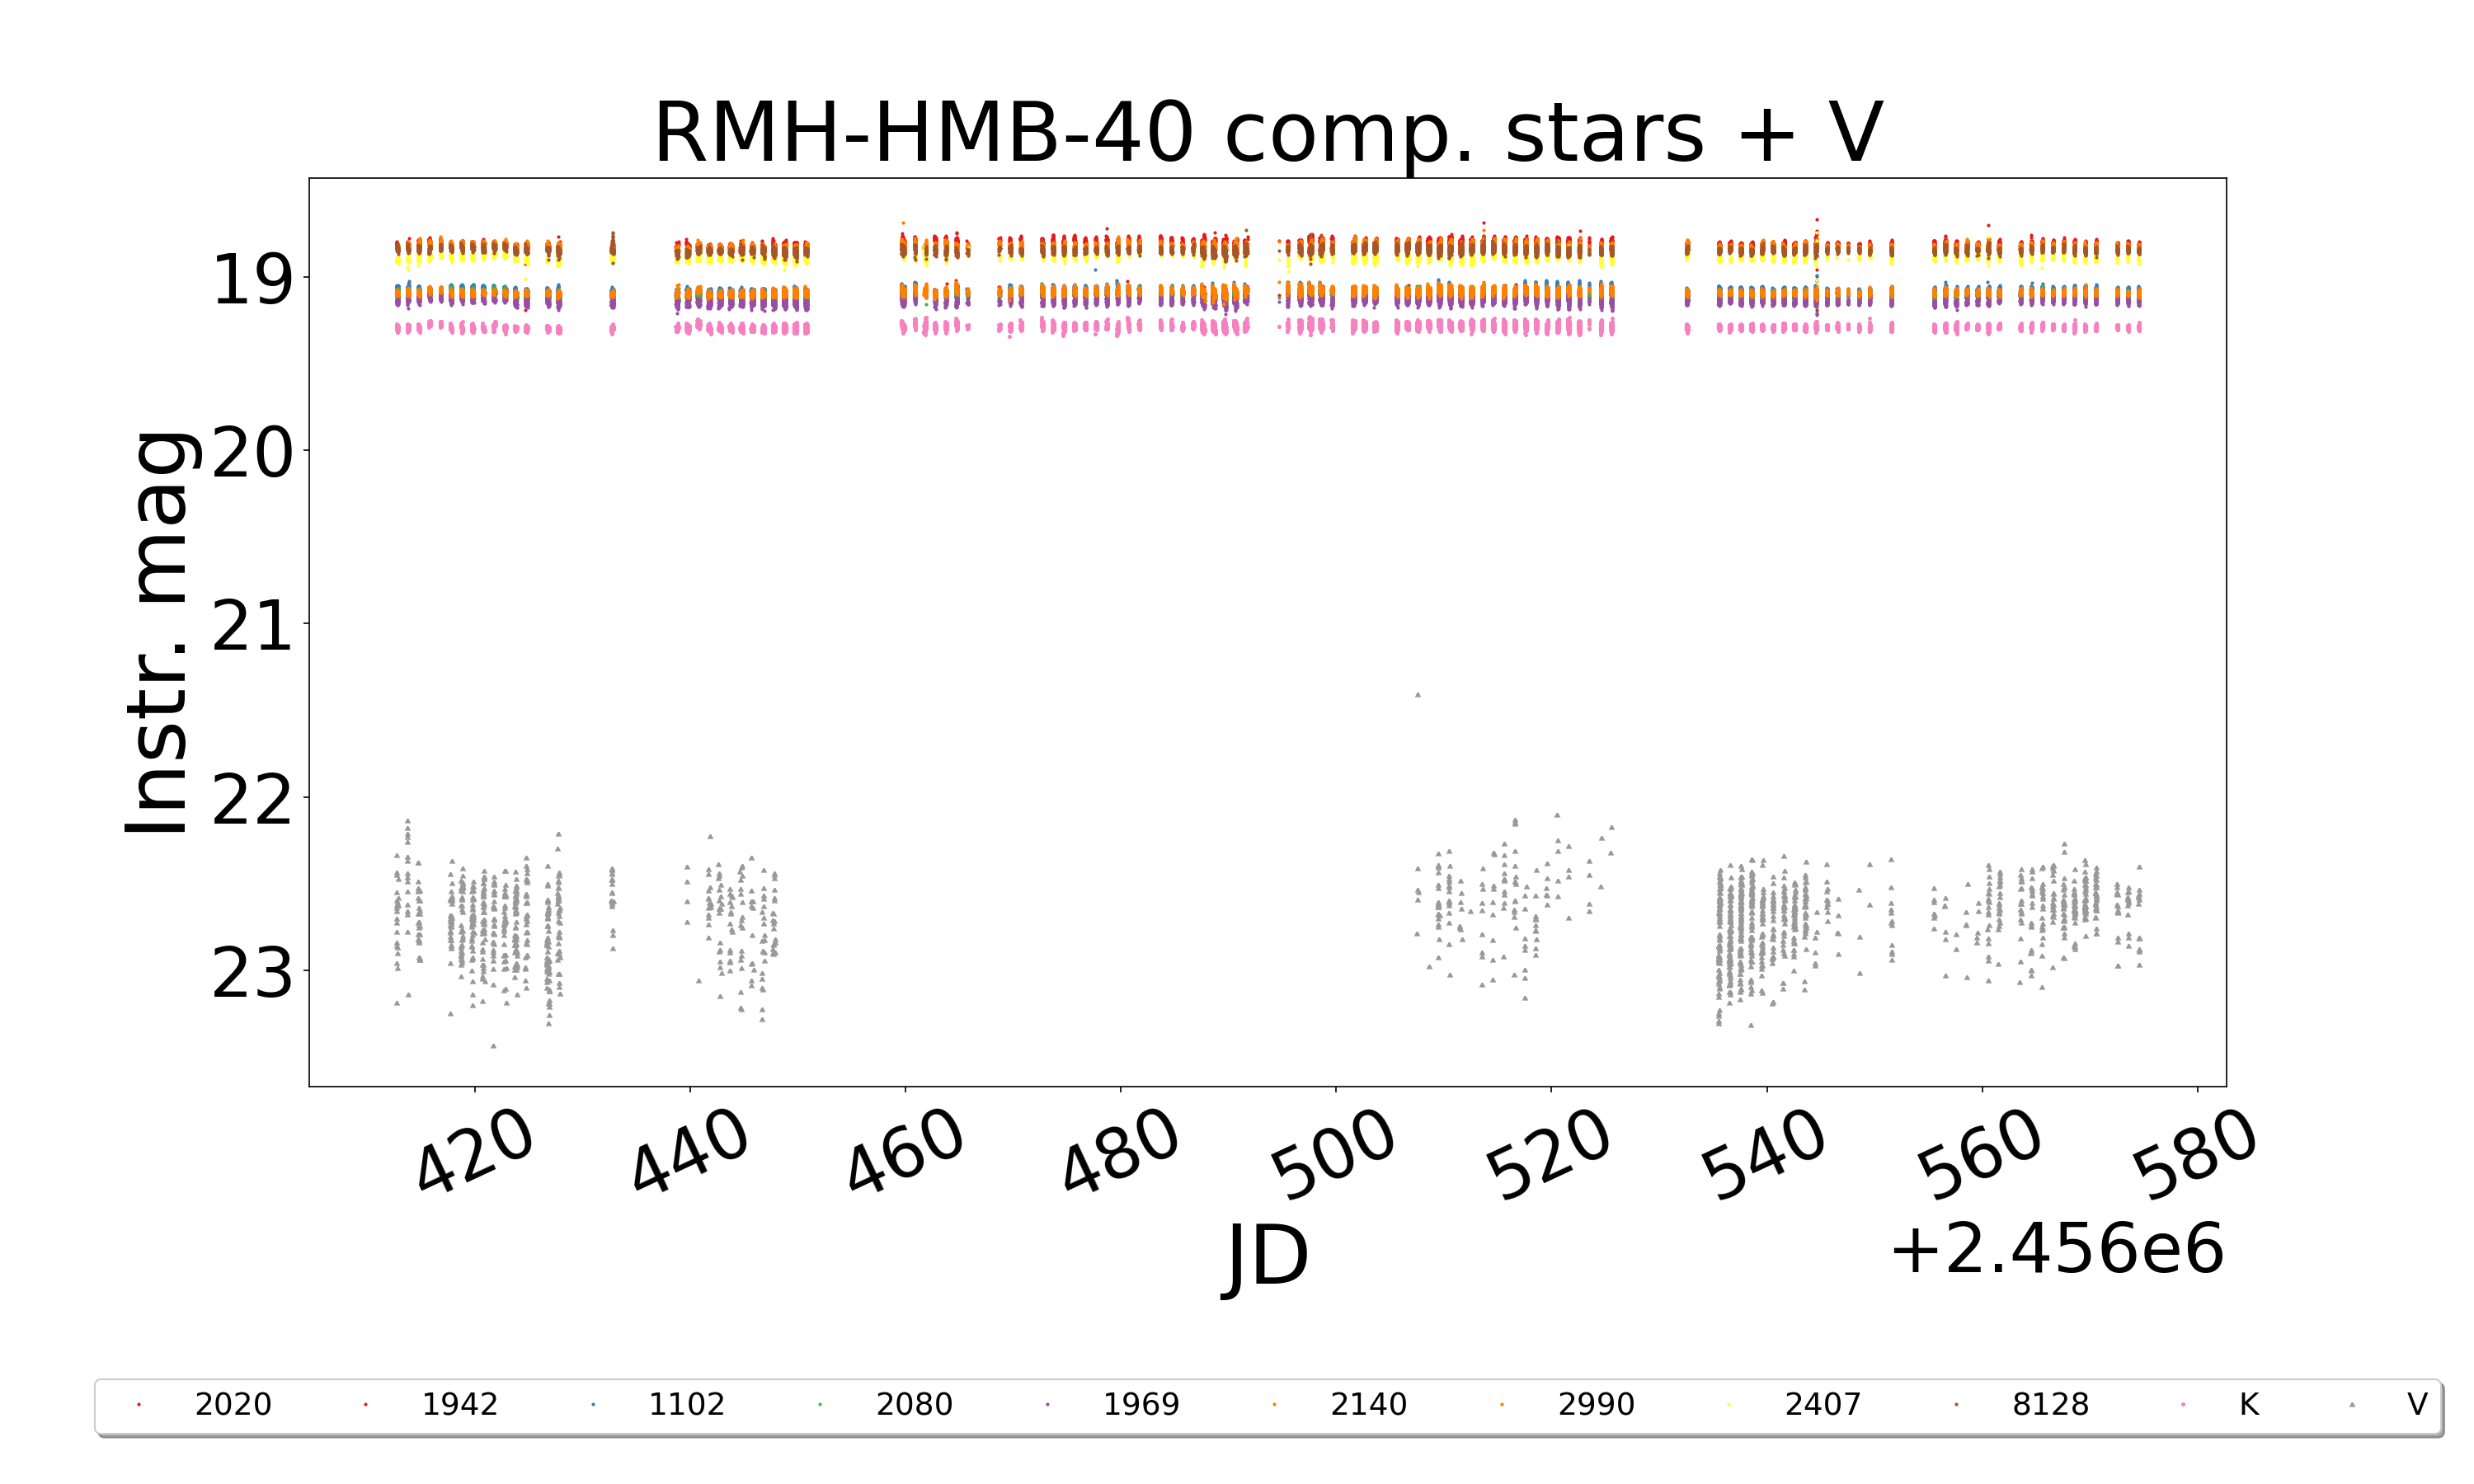 RMH-HMB-40 comp. stars + V
Instr. mag
19
20
21
22
23
420 440 460 480 500 520 540 560 580
JD
+2.456e6
2020 1942 1102 2080 1969 2140 2990 2407 8128 K V